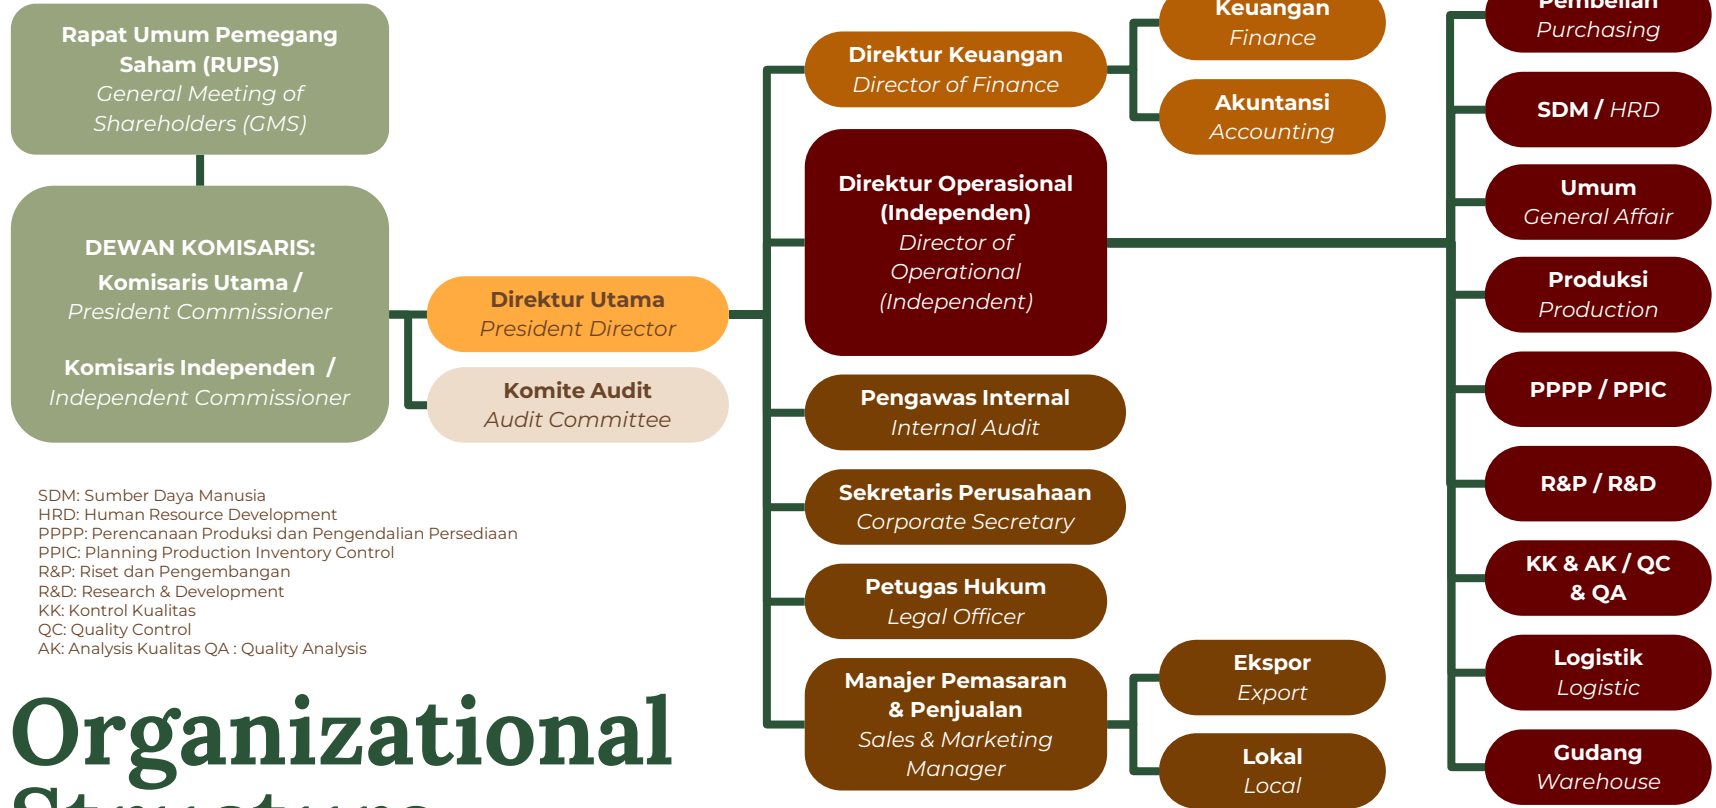 Rapat Umum Pemegang
Saham (RUPS)
General Meeting of
Shareholders (GMS)
DEWAN KOMISARIS:
Komisaris Utama /
President Commissioner
Komisaris Independen /
Independent Commissioner
Direktur Utama
President Director
Komite Audit
Audit Committee
SDM: Sumber Daya Manusia
HRD: Human Resource Development
PPPP: Perencanaan Produksi dan Pengendalian Persediaan
PPIC: Planning Production Inventory Control
R&P: Riset dan Pengembangan
R&D: Research & Development
KK: Kontrol Kualitas
QC: Quality Control
AK: Analysis Kualitas QA : Quality Analysis
Organizational
Structure
Direktur Keuangan
Director of Finance
Direktur Operasional
(Independen)
Director of
Operational
(Independent)
Pengawas Internal
Internal Audit
Sekretaris Perusahaan
Corporate Secretary
Petugas Hukum
Legal Officer
Manajer Pemasaran
& Penjualan
Sales & Marketing
Manager
Keuangan
Finance
Akuntansi
Accounting
Ekspor
Export
Lokal
Local
Pembelian
Purchasing
SDM / HRD
Umum
General Affair
Produksi
Production
PPPP / PPIC
R&P / R&D
KK & AK / QC
& QA
Logistik
Logistic
Gudang
Warehouse